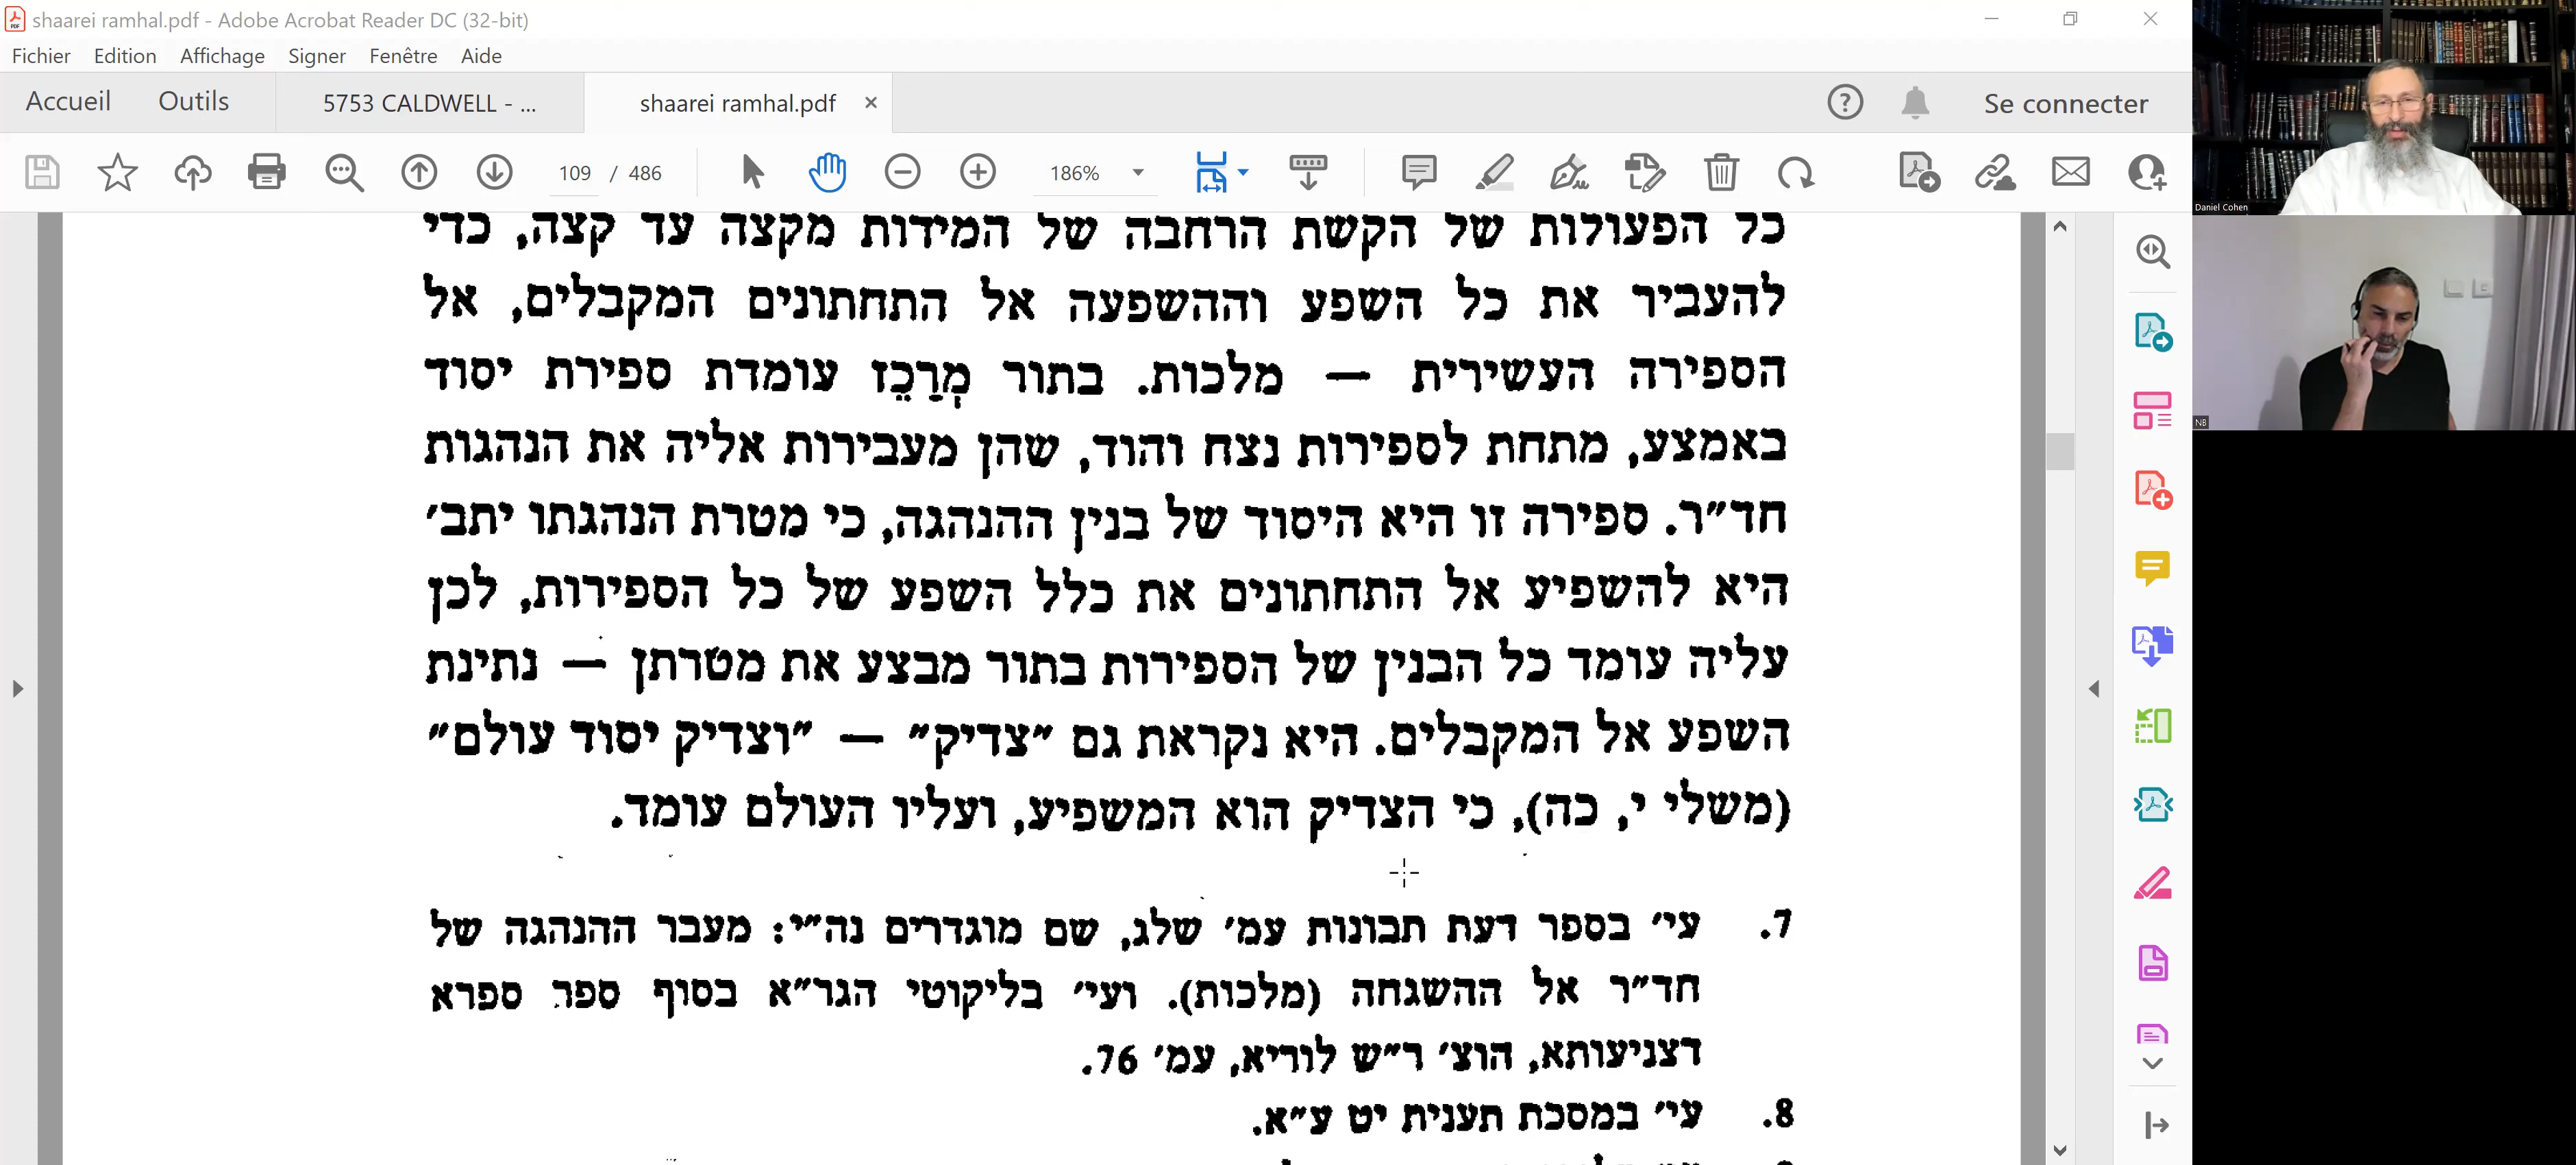 shaarei ramhal.pdf - Adobe Acrobat Reader DC (32-bit)
Fichier Edition Affichage Signer Fenêtre Aide
Accueil Outils 5753 CALDWELL - ... shaarei ramhal.pdf × Se connecter
109 / 486 186%
Daniel Cohen
NB
כל הפעולות של הקשת הרחבה של המידות מקצה עד קצה, כדי
להעביר את כל השפע וההשפעה אל התחתונים המקבלים, אל
הספירה העשירית — מלכות. בתור מְרַכֵּז עומדת ספירת יסוד
באמצע, מתחת לספירות נצח והוד, שהן מעבירות אליה את הנהגות
חד״ר. ספירה זו היא היסוד של בנין ההנהגה, כי מטרת הנהגתו יתב׳
היא להשפיע אל התחתונים את כלל השפע של כל הספירות, לכן
עליה עומד כל הבנין של הספירות בתור מבצע את מטרתן — נתינת
השפע אל המקבלים. היא נקראת גם ״צדיק״ — ״וצדיק יסוד עולם״
(משלי י, כה), כי הצדיק הוא המשפיע, ועליו העולם עומד.
7. עי׳ בספר דעת תבונות עמ׳ שלג, שם מוגדרים נה״י: מעבר ההנהגה של
חד״ר אל ההשגחה (מלכות). ועי׳ בליקוטי הגר״א בסוף ספר ספרא
דצניעותא, הוצ׳ ר״ש לוריא, עמ׳ 76.
8. עי׳ במסכת תענית יט ע״א.